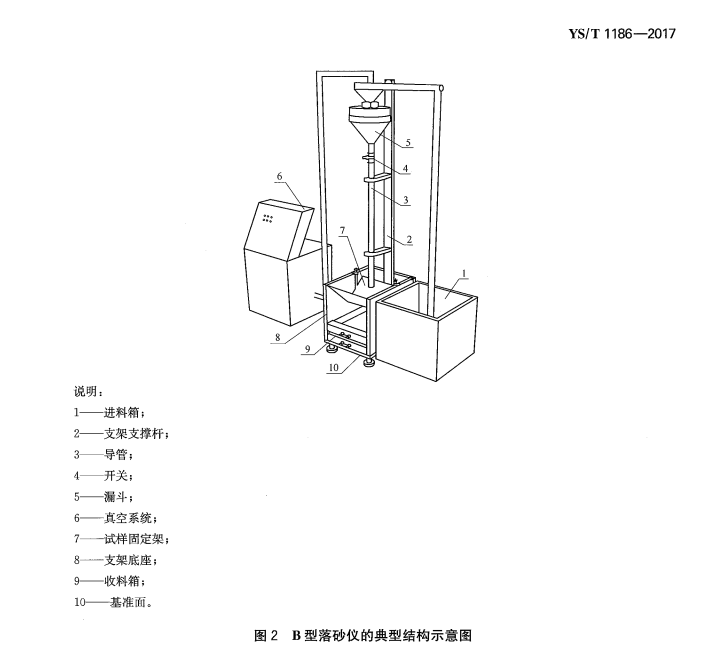 YS/T 1186—2017
5
4
6
3
7
2
1
8
9
10
说明：
1——进料箱；
2——支架支撑杆；
3——导管；
4——开关；
5——漏斗；
6——真空系统；
7——试样固定架；
8——支架底座；
9——收料箱；
10——基准面。
图 2 B 型落砂仪的典型结构示意图